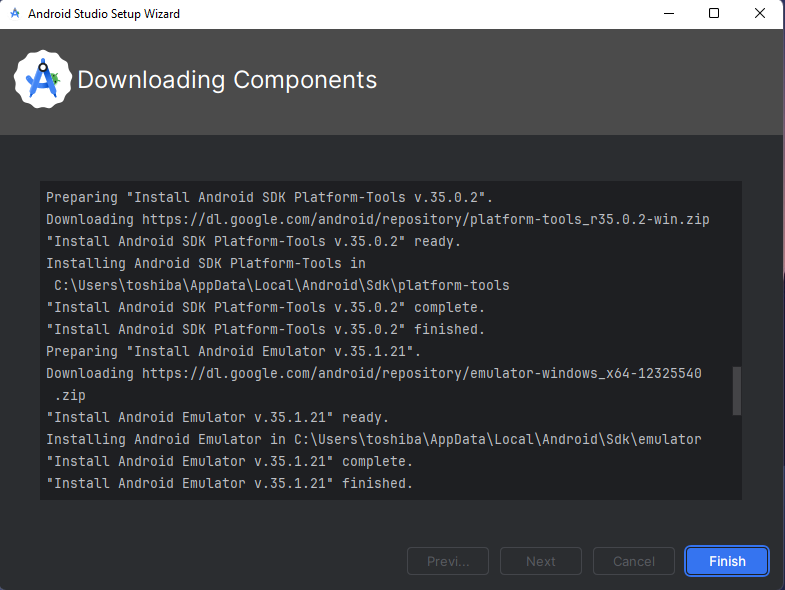 Android Studio Setup Wizard
Downloading Components
Preparing "Install Android SDK Platform-Tools v.35.0.2".
Downloading https://dl.google.com/android/repository/platform-tools_r35.0.2-win.zip
"Install Android SDK Platform-Tools v.35.0.2" ready.
Installing Android SDK Platform-Tools in
C:\Users\toshiba\AppData\Local\Android\Sdk\platform-tools
"Install Android SDK Platform-Tools v.35.0.2" complete.
"Install Android SDK Platform-Tools v.35.0.2" finished.
Preparing "Install Android Emulator v.35.1.21".
Downloading https://dl.google.com/android/repository/emulator-windows_x64-12325540
.zip
"Install Android Emulator v.35.1.21" ready.
Installing Android Emulator in C:\Users\toshiba\AppData\Local\Android\Sdk\emulator
"Install Android Emulator v.35.1.21" complete.
"Install Android Emulator v.35.1.21" finished.
Previ... Next Cancel Finish